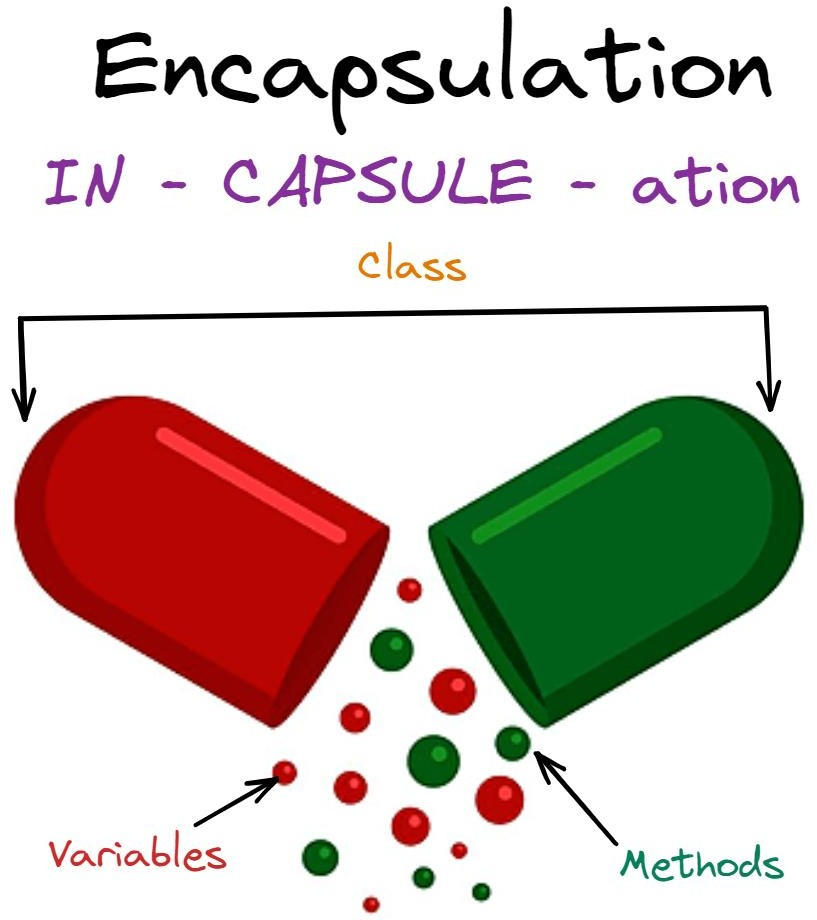 Encapsulation
IN - CAPSULE - ation
Class
Variables
Methods